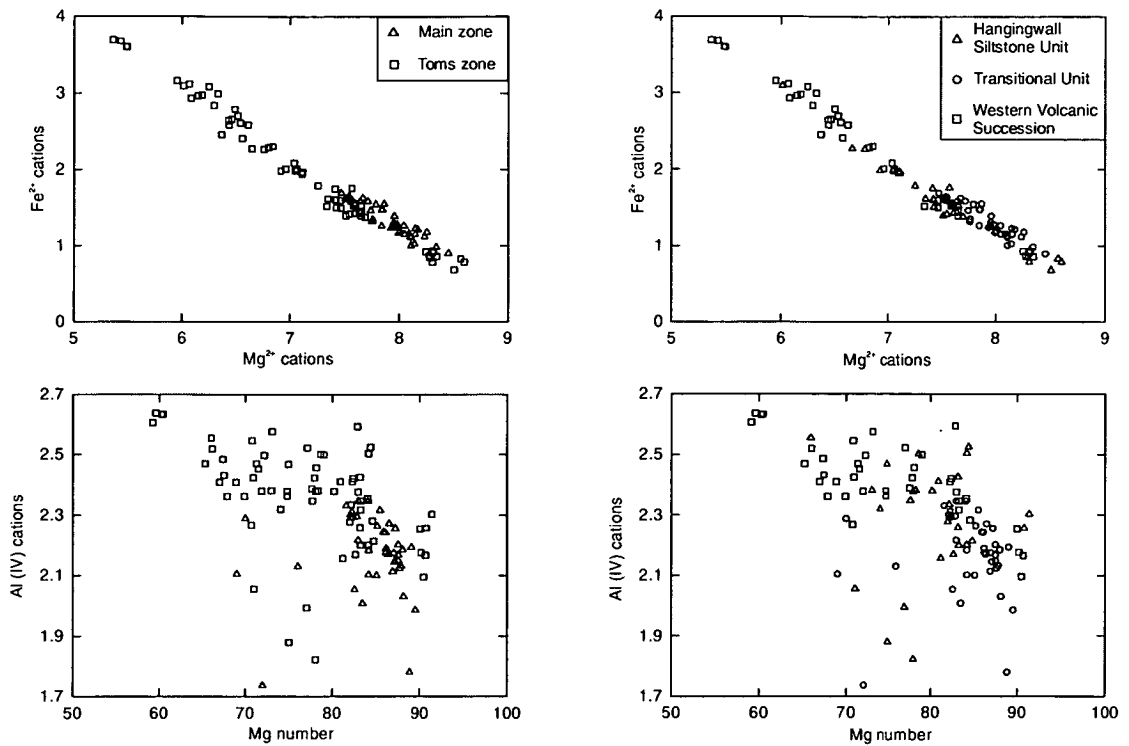 4
3
2
1
0
Fe²⁺ cations
5 6 7 8 9
Mg²⁺ cations
Main zone
Toms zone
4
3
2
1
0
Fe²⁺ cations
5 6 7 8 9
Mg²⁺ cations
Hangingwall
Siltstone Unit
Transitional Unit
Western Volcanic
Succession
2.7
2.5
2.3
2.1
1.9
1.7
Al (IV) cations
50 60 70 80 90 100
Mg number
2.7
2.5
2.3
2.1
1.9
1.7
Al (IV) cations
50 60 70 80 90 100
Mg number